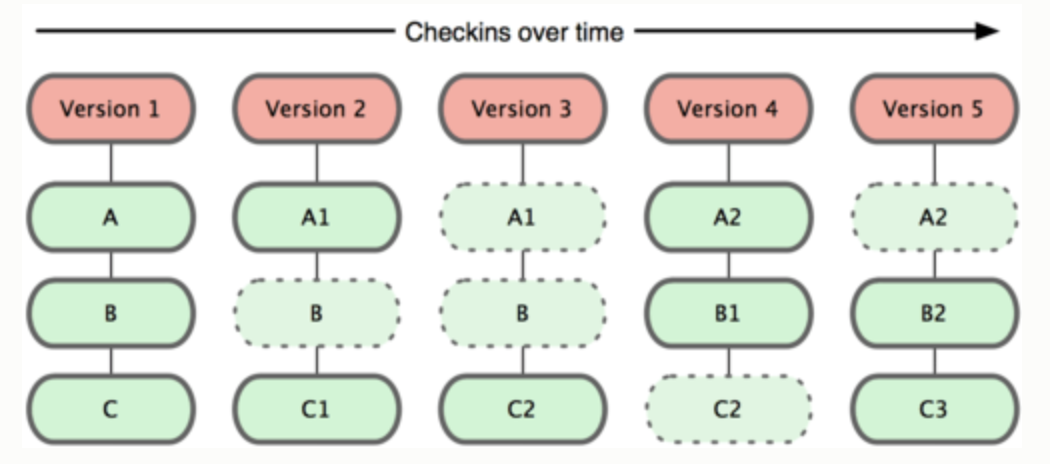 Checkins over time
Version 1 Version 2 Version 3 Version 4 Version 5
A A1 A1 A2 A2
B B B B1 B2
C C1 C2 C2 C3